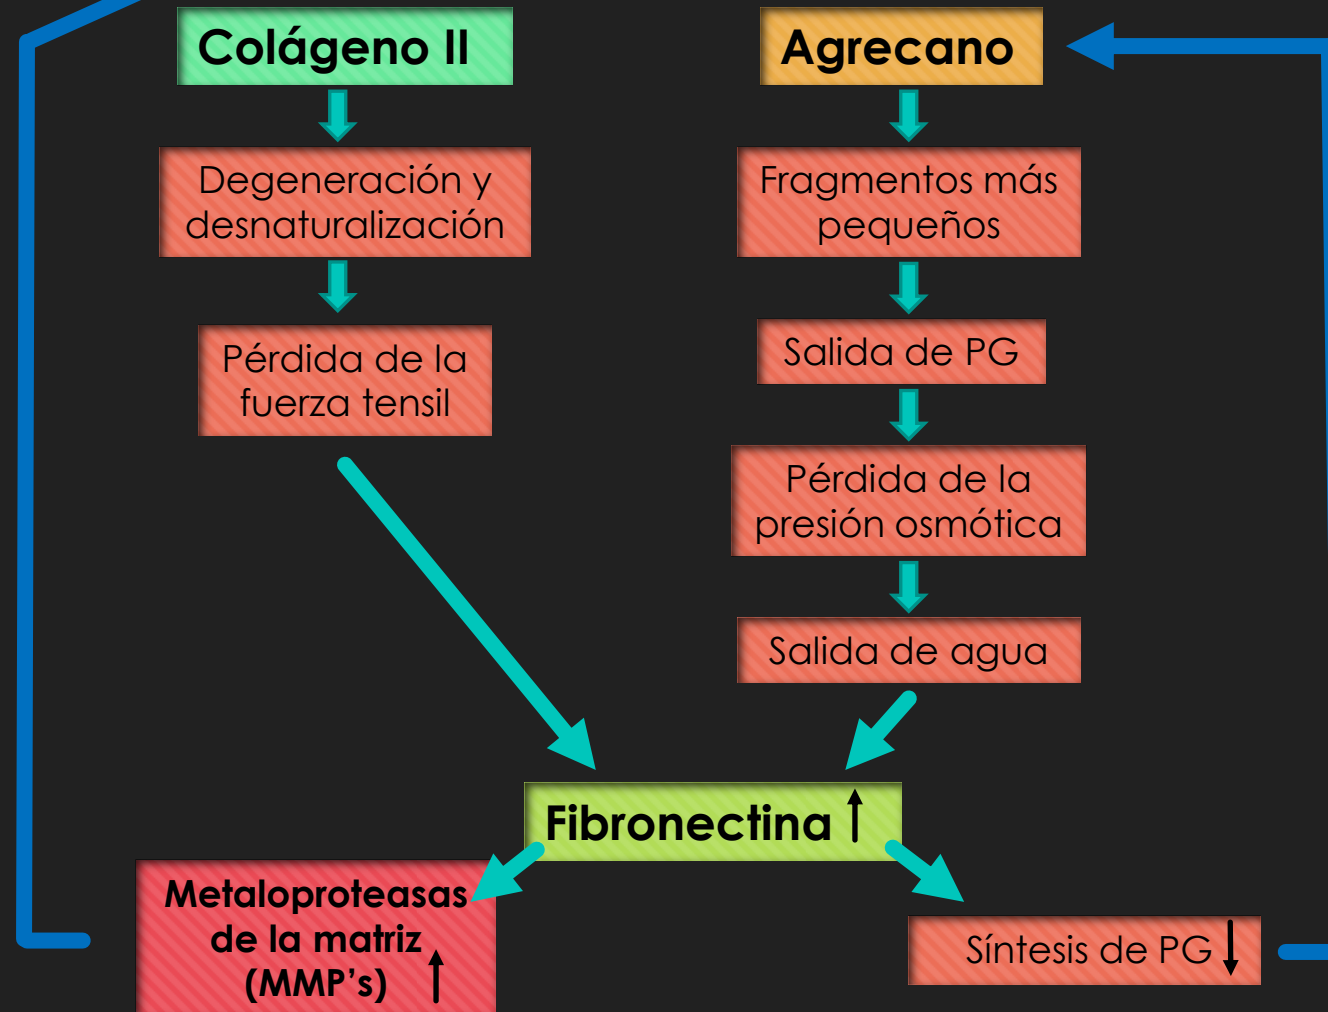 Colágeno II
Degeneración y
desnaturalización
Pérdida de la
fuerza tensil
Agrecano
Fragmentos más
pequeños
Salida de PG
Pérdida de la
presión osmótica
Salida de agua
Fibronectina
Metaloproteasas
de la matriz
(MMP’s)
Síntesis de PG